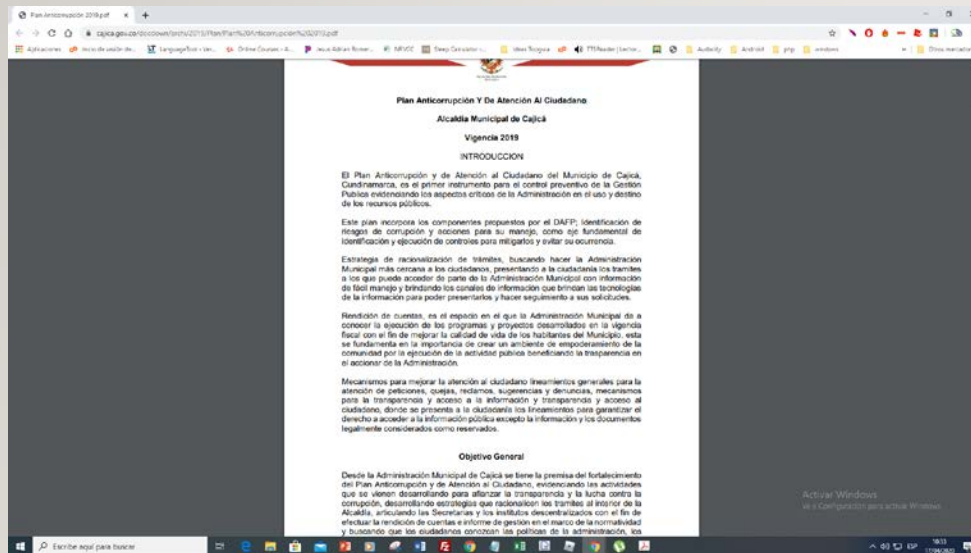 Plan Anticorrupción 2019.pdf
cajica.gov.co/
Aplicaciones
LanguageTool
Online Courses - A...
NRVCC
Sleep Calculator
Audacity
Android
php
windows
Plan Anticorrupción Y De Atención Al Ciudadano
Alcaldía Municipal de Cajicá
Vigencia 2019
INTRODUCCION
El Plan Anticorrupción y de Atención al Ciudadano del Municipio de Cajicá,
Cundinamarca, es el primer instrumento para el control preventivo de la Gestión
Publica evidenciando los aspectos críticos de la Administración en el uso y destino
de los recursos públicos.
Este plan incorpora los componentes propuestos por el DAFP; Identificación de
riesgos de corrupción y acciones para su manejo, como eje fundamental de
Identificación y ejecución de controles para mitigarlos y evitar su ocurrencia.
Estrategia de racionalización de trámites, buscando hacer la Administración
Municipal más cercana a los ciudadanos, presentando a la ciudadanía los tramites
a los que puede acceder de parte de la Administración Municipal con información
de fácil manejo y brindando los canales de información que brindan las tecnologías
de la información para poder presentarlos y hacer seguimiento a sus solicitudes.
Rendición de cuentas, es el espacio en el que la Administración Municipal da a
conocer la ejecución de los programas y proyectos desarrollados en la vigencia
fiscal con el fin de mejorar la calidad de vida de los habitantes del Municipio, esta
se fundamenta en la importancia de crear un ambiente de empoderamiento de la
comunidad por la ejecución de la actividad pública beneficiando la trasparencia en
el accionar de la Administración.
Mecanismos para mejorar la atención al ciudadano lineamientos generales para la
atención de peticiones, quejas, reclamos, sugerencias y denuncias, mecanismos
para la transparencia y acceso a la información y transparencia y acceso al
ciudadano, donde se presenta a la ciudadanía los lineamientos para garantizar el
derecho a acceder a la información pública excepto la información y los documentos
legalmente considerados como reservados.
Objetivo General
Desde la Administración Municipal de Cajicá se tiene la premisa del fortalecimiento
del Plan Anticorrupción y de Atención al Ciudadano, evidenciando las actividades
que se vienen desarrollando para afianzar la transparencia y la lucha contra la
corrupción, desarrollando estrategias que racionalicen los tramites al interior de la
Alcaldía, articulando las Secretarias y los institutos descentralizados con el fin de
efectuar la rendición de cuentas e informe de gestión en el marco de la normatividad
y buscando que los ciudadanos conozcan las políticas de la administración, los
Activar Windows
Ve a Configuración para activar Windows.
Escribe aquí para buscar
ESP